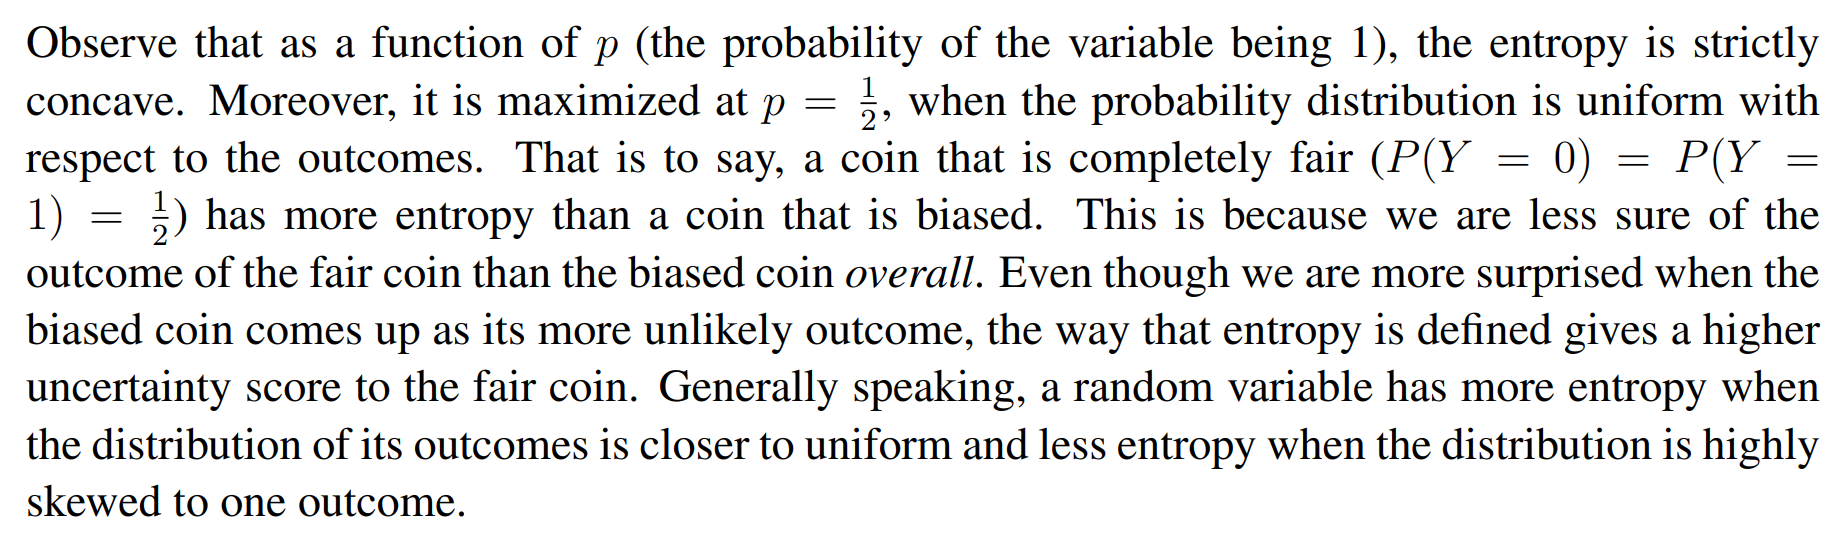 Observe that as a function of p (the probability of the variable being 1), the entropy is strictly
concave. Moreover, it is maximized at p = 1/2, when the probability distribution is uniform with
respect to the outcomes. That is to say, a coin that is completely fair (P(Y = 0) = P(Y =
1) = 1/2) has more entropy than a coin that is biased. This is because we are less sure of the
outcome of the fair coin than the biased coin overall. Even though we are more surprised when the
biased coin comes up as its more unlikely outcome, the way that entropy is defined gives a higher
uncertainty score to the fair coin. Generally speaking, a random variable has more entropy when
the distribution of its outcomes is closer to uniform and less entropy when the distribution is highly
skewed to one outcome.